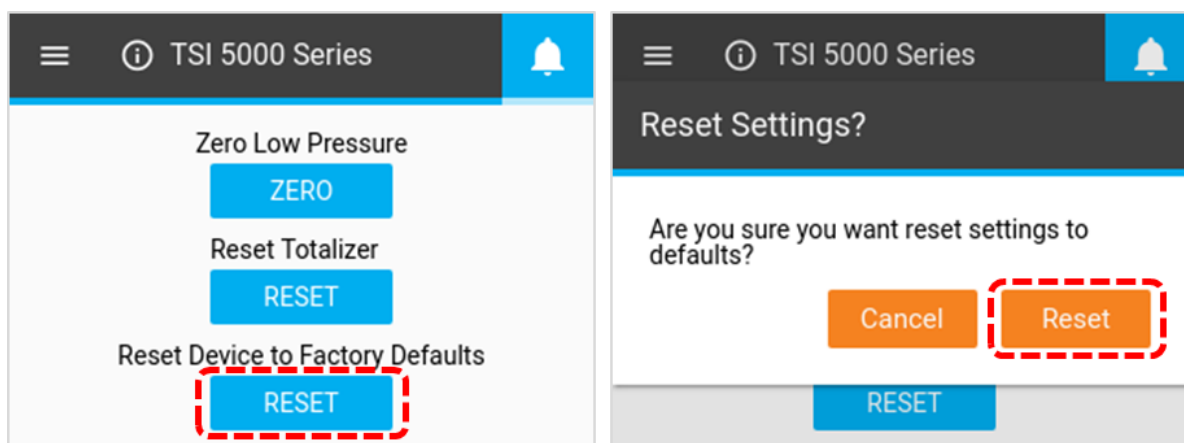 TSI 5000 Series
Zero Low Pressure
ZERO
Reset Totalizer
RESET
Reset Device to Factory Defaults
RESET
TSI 5000 Series
Reset Settings?
Are you sure you want reset settings to
defaults?
Cancel
Reset
RESET